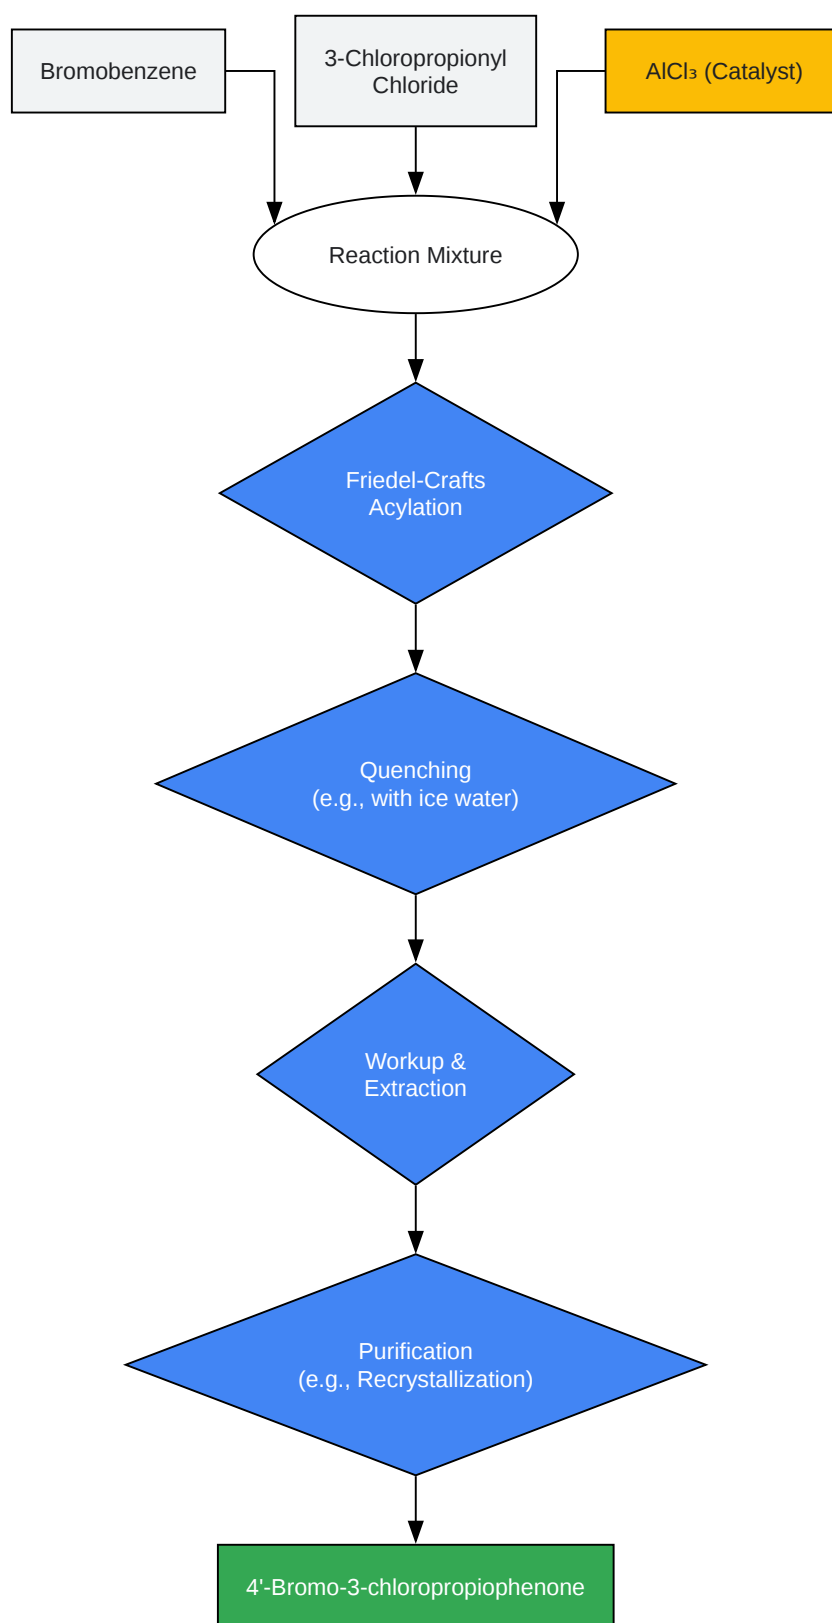 Bromobenzene
3-Chloropropionyl
Chloride
AlCl₃ (Catalyst)
Reaction Mixture
Friedel-Crafts
Acylation
Quenching
(e.g., with ice water)
Workup &
Extraction
Purification
(e.g., Recrystallization)
4'-Bromo-3-chloropropiophenone